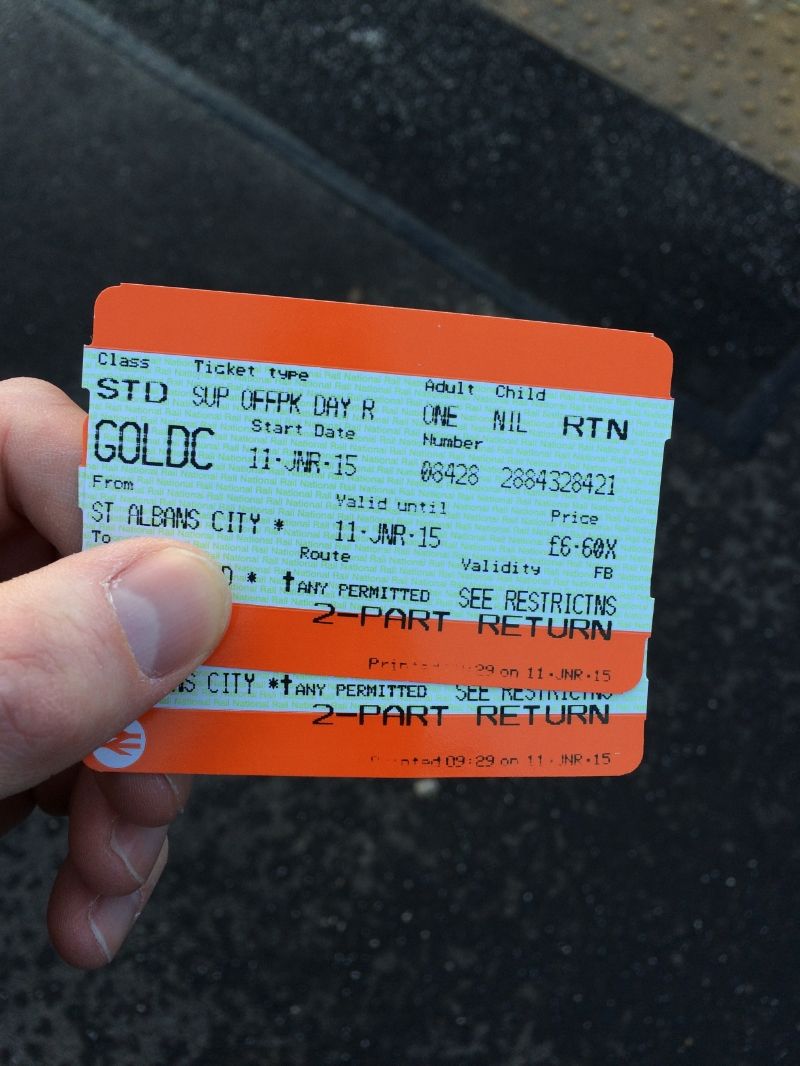 Class Ticket type Adult Child
STD SUP OFFPK DAY R ONE NIL RTN
Start Date Number
GOLDC 11·JNR·15 08428 2884328421
From Valid until Price
ST ALBANS CITY * 11·JNR·15 £6·60X
To Route Validity FB
* †ANY PERMITTED SEE RESTRICTNS
2-PART RETURN
29 on 11·JNR·15
CITY *†ANY PERMITTED SEE RESTRICTNS
2-PART RETURN
09:29 on 11·JNR·15